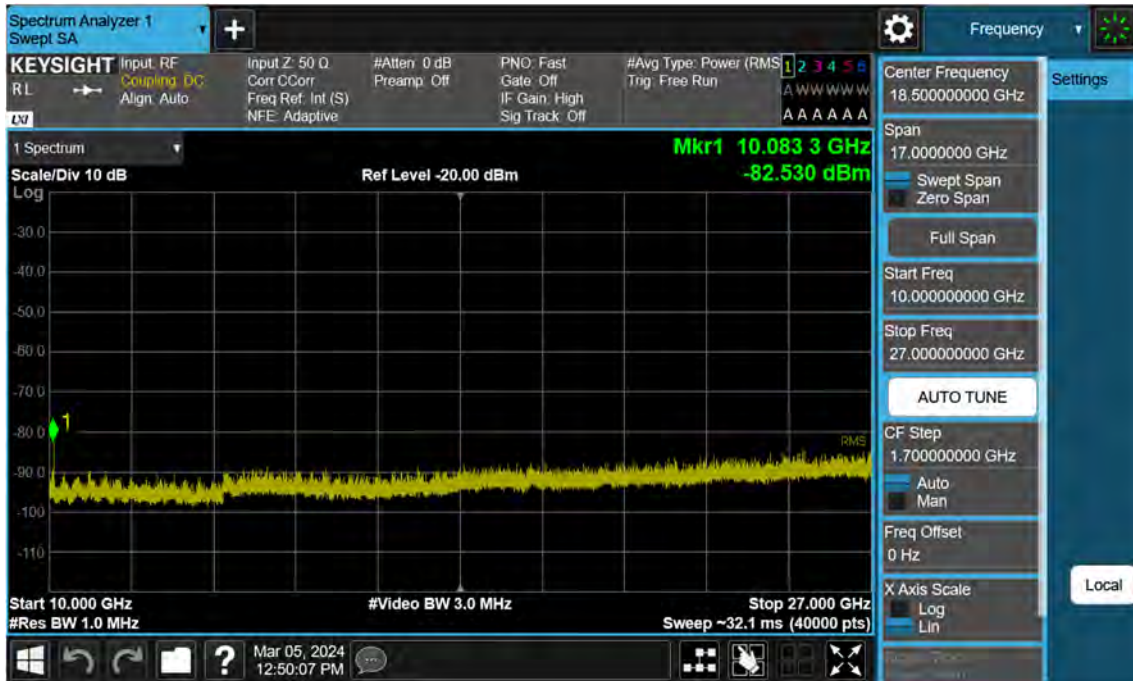 Spectrum Analyzer 1
Swept SA
Frequency
KEYSIGHT
RL
LXI
Input: RF
Coupling: DC
Align: Auto
Input Z: 50 Ω
Corr CCorr
Freq Ref: Int (S)
NFE: Adaptive
#Atten: 0 dB
Preamp: Off
PNO: Fast
Gate: Off
IF Gain: High
Sig Track: Off
#Avg Type: Power (RMS
Trig: Free Run
1 2 3 4 5 6
A W W W W W
A A A A A A
1 Spectrum
Scale/Div 10 dB
Ref Level -20.00 dBm
Mkr1 10.083 3 GHz
-82.530 dBm
Log
-30.0
-40.0
-50.0
-60.0
-70.0
-80.0
-90.0
-100
-110
1
RMS
Start 10.000 GHz
#Res BW 1.0 MHz
#Video BW 3.0 MHz
Stop 27.000 GHz
Sweep ~32.1 ms (40000 pts)
Center Frequency
18.500000000 GHz
Span
17.0000000 GHz
Swept Span
Zero Span
Full Span
Start Freq
10.000000000 GHz
Stop Freq
27.000000000 GHz
AUTO TUNE
CF Step
1.700000000 GHz
Auto
Man
Freq Offset
0 Hz
X Axis Scale
Log
Lin
Settings
Local
?
Mar 05, 2024
12:50:07 PM